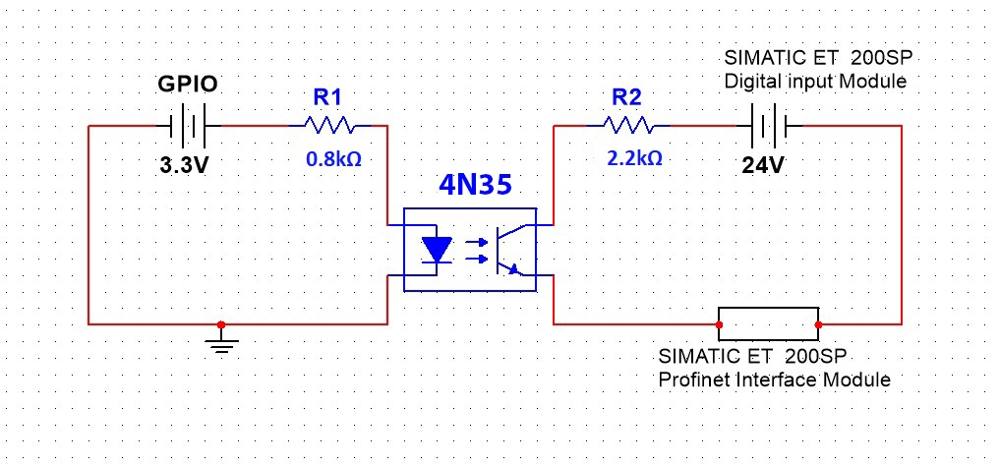 GPIO
3.3V
R1
0.8kΩ
4N35
R2
2.2kΩ
SIMATIC ET  200SP
Digital input Module
24V
SIMATIC ET  200SP
Profinet Interface Module